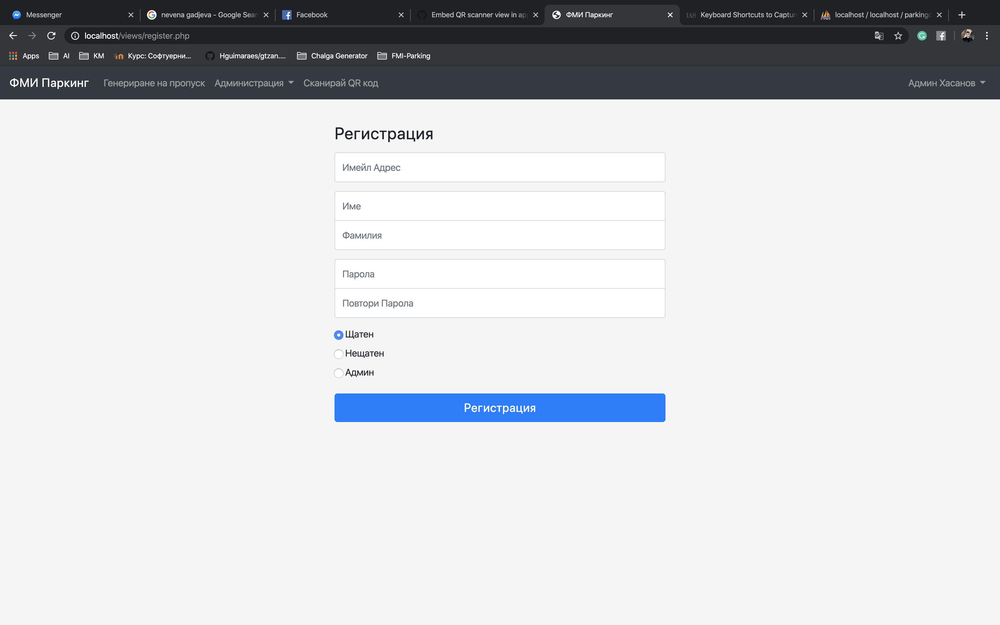 Messenger
nevena gadjeva - Google Sear
Facebook
Embed QR scanner view in app
ФМИ Паркинг
IAS Keyboard Shortcuts to Captur
localhost / localhost / parking
localhost/views/register.php
Apps
AI
KM
Курс: Софтуерни...
Hguimaraes/gtzan....
Chalga Generator
FMI-Parking
ФМИ Паркинг
Генериране на пропуск
Администрация
Сканирай QR код
Админ Хасанов
Регистрация
Имейл Адрес
Име
Фамилия
Парола
Повтори Парола
Щатен
Нещатен
Админ
Регистрация